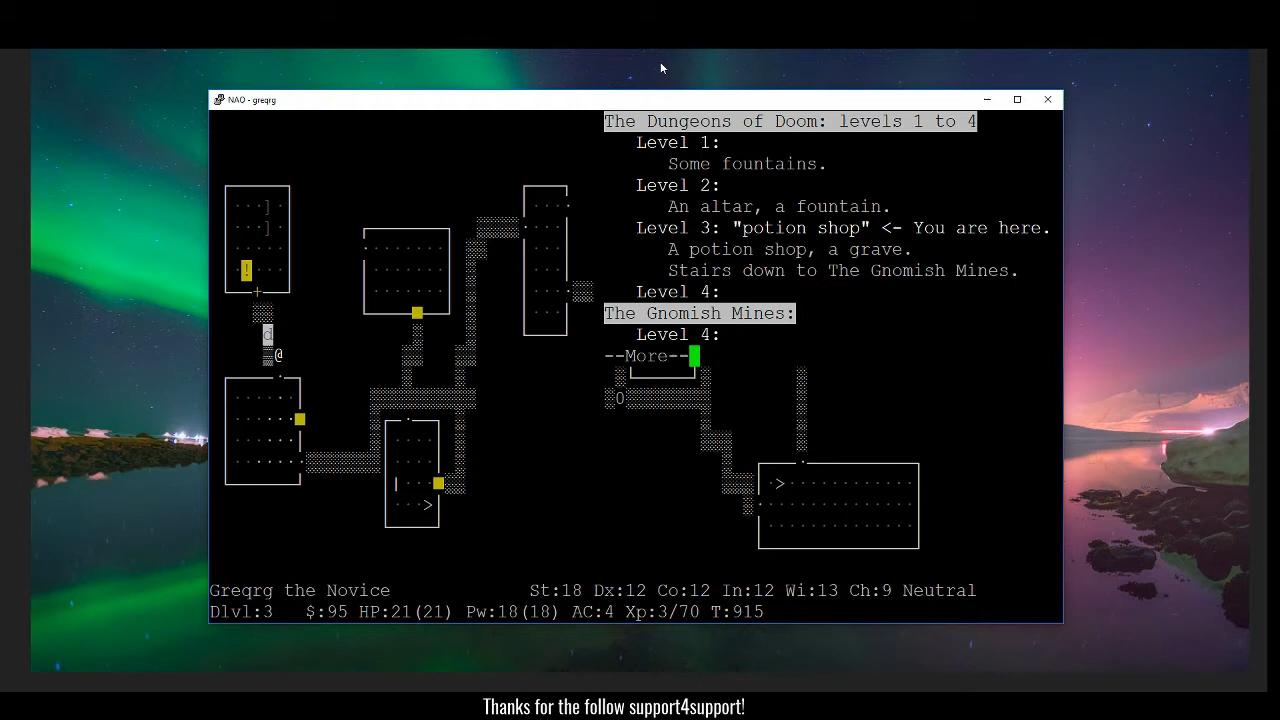 NAO - greqrg
The Dungeons of Doom: levels 1 to 4
Level 1:
Some fountains.
Level 2:
An altar, a fountain.
Level 3: "potion shop" <- You are here.
A potion shop, a grave.
Stairs down to The Gnomish Mines.
Level 4:
The Gnomish Mines:
Level 4:
--More--
Greqrg the Novice St:18 Dx:12 Co:12 In:12 Wi:13 Ch:9 Neutral
Dlvl:3 $:95 HP:21(21) Pw:18(18) AC:4 Xp:3/70 T:915
Thanks for the follow support4support!